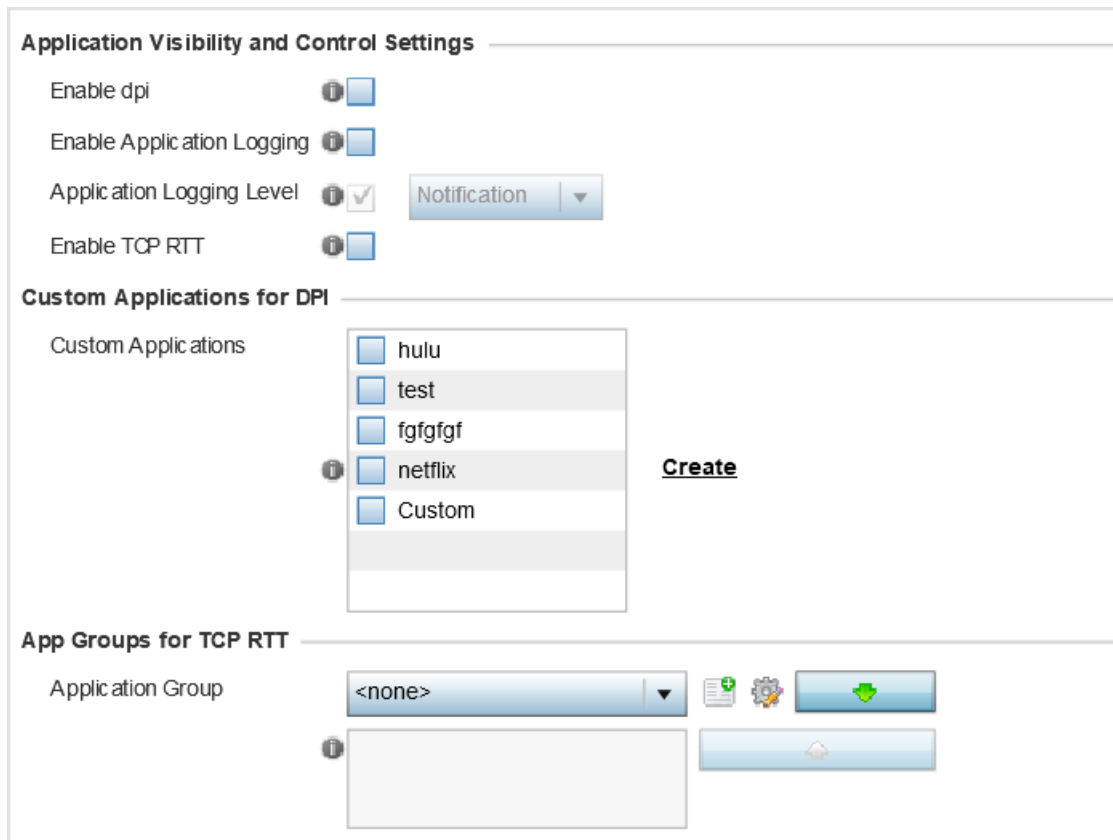 Application Visibility and Control Settings
Enable dpi
Enable Application Logging
Application Logging Level Notification
Enable TCP RTT
Custom Applications for DPI
Custom Applications
hulu
test
fgfgfgf
netflix
Create
Custom
App Groups for TCP RTT
Application Group <none>